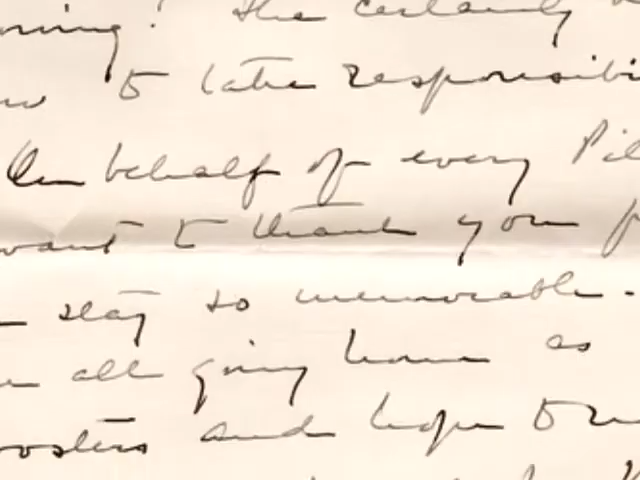 She certainly
to take responsibi
On behalf of every Pil
want to thank you f
stay so memorable.
all going home as
oosters and hope to